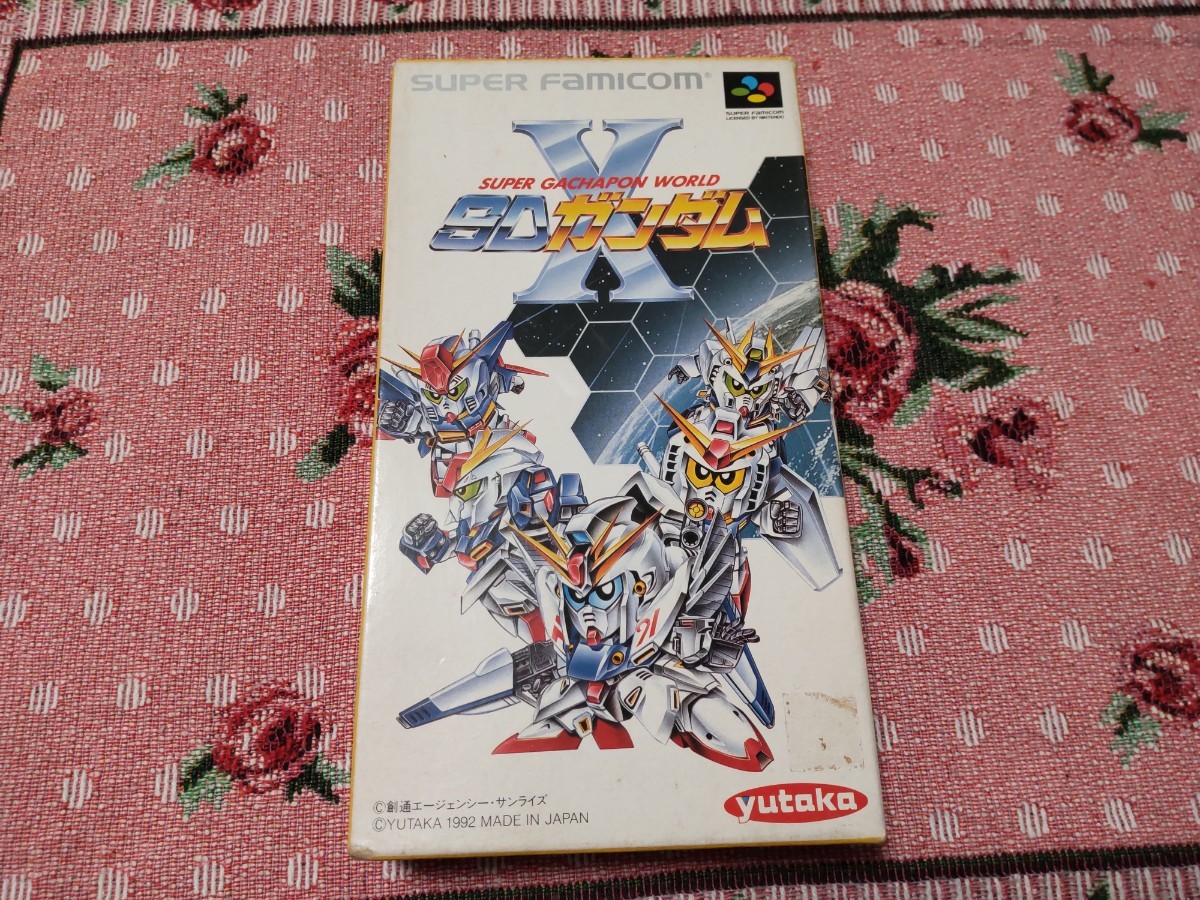 SUPER FAMICOM®
SUPER FAMICOM
LICENSED BY NINTENDO
X
SUPER GACHAPON WORLD
SDガンダム
91
©創通エージェンシー・サンライズ
©YUTAKA 1992 MADE IN JAPAN
yutaka